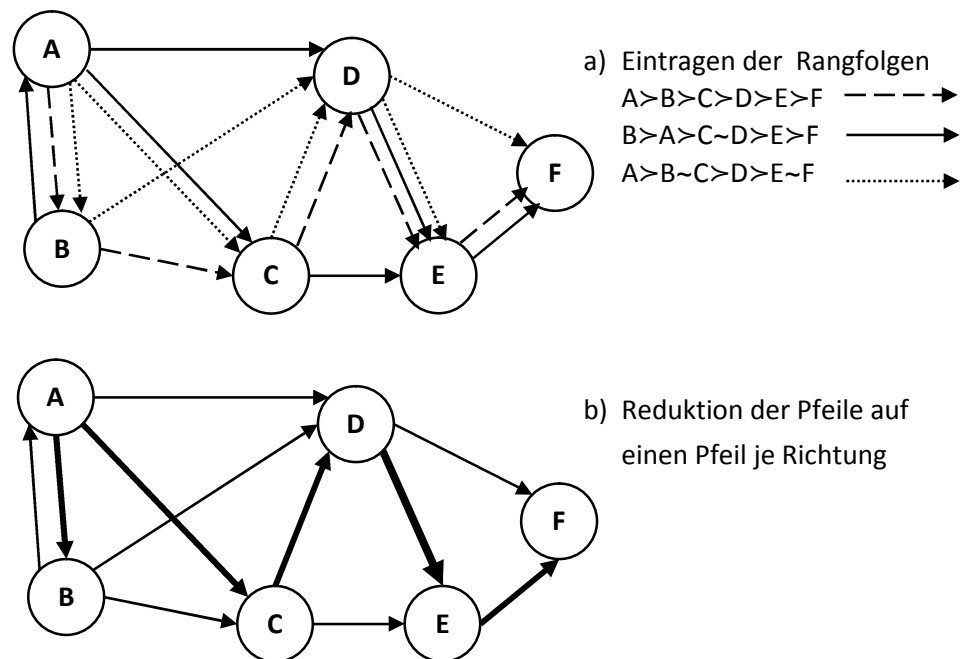 A
D
F
B
C
E
a) Eintragen der Rangfolgen
A≻B≻C≻D≻E≻F
B≻A≻C~D≻E≻F
A≻B~C≻D≻E~F
A
D
F
B
C
E
b) Reduktion der Pfeile auf
einen Pfeil je Richtung